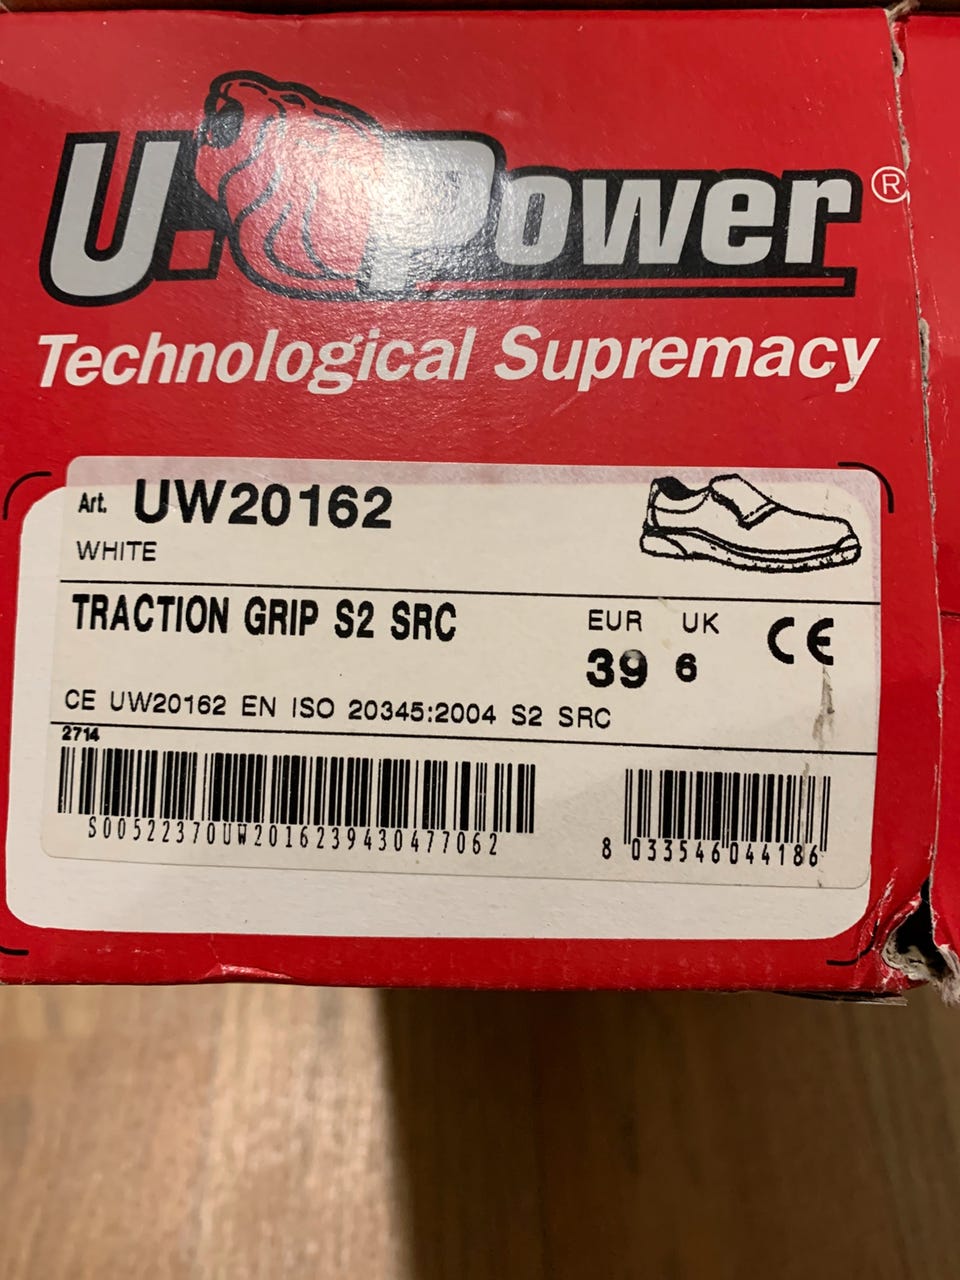 U.Power®
Technological Supremacy
Art. UW20162
WHITE
TRACTION GRIP S2 SRC
EUR UK
39 6
CE
CE UW20162 EN ISO 20345:2004 S2 SRC
2714
S00522370UW2016239430477062
8 033546 044186